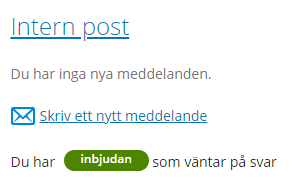 Intern post
Du har inga nya meddelanden.
Skriv ett nytt meddelande
Du har inbjudan som väntar på svar